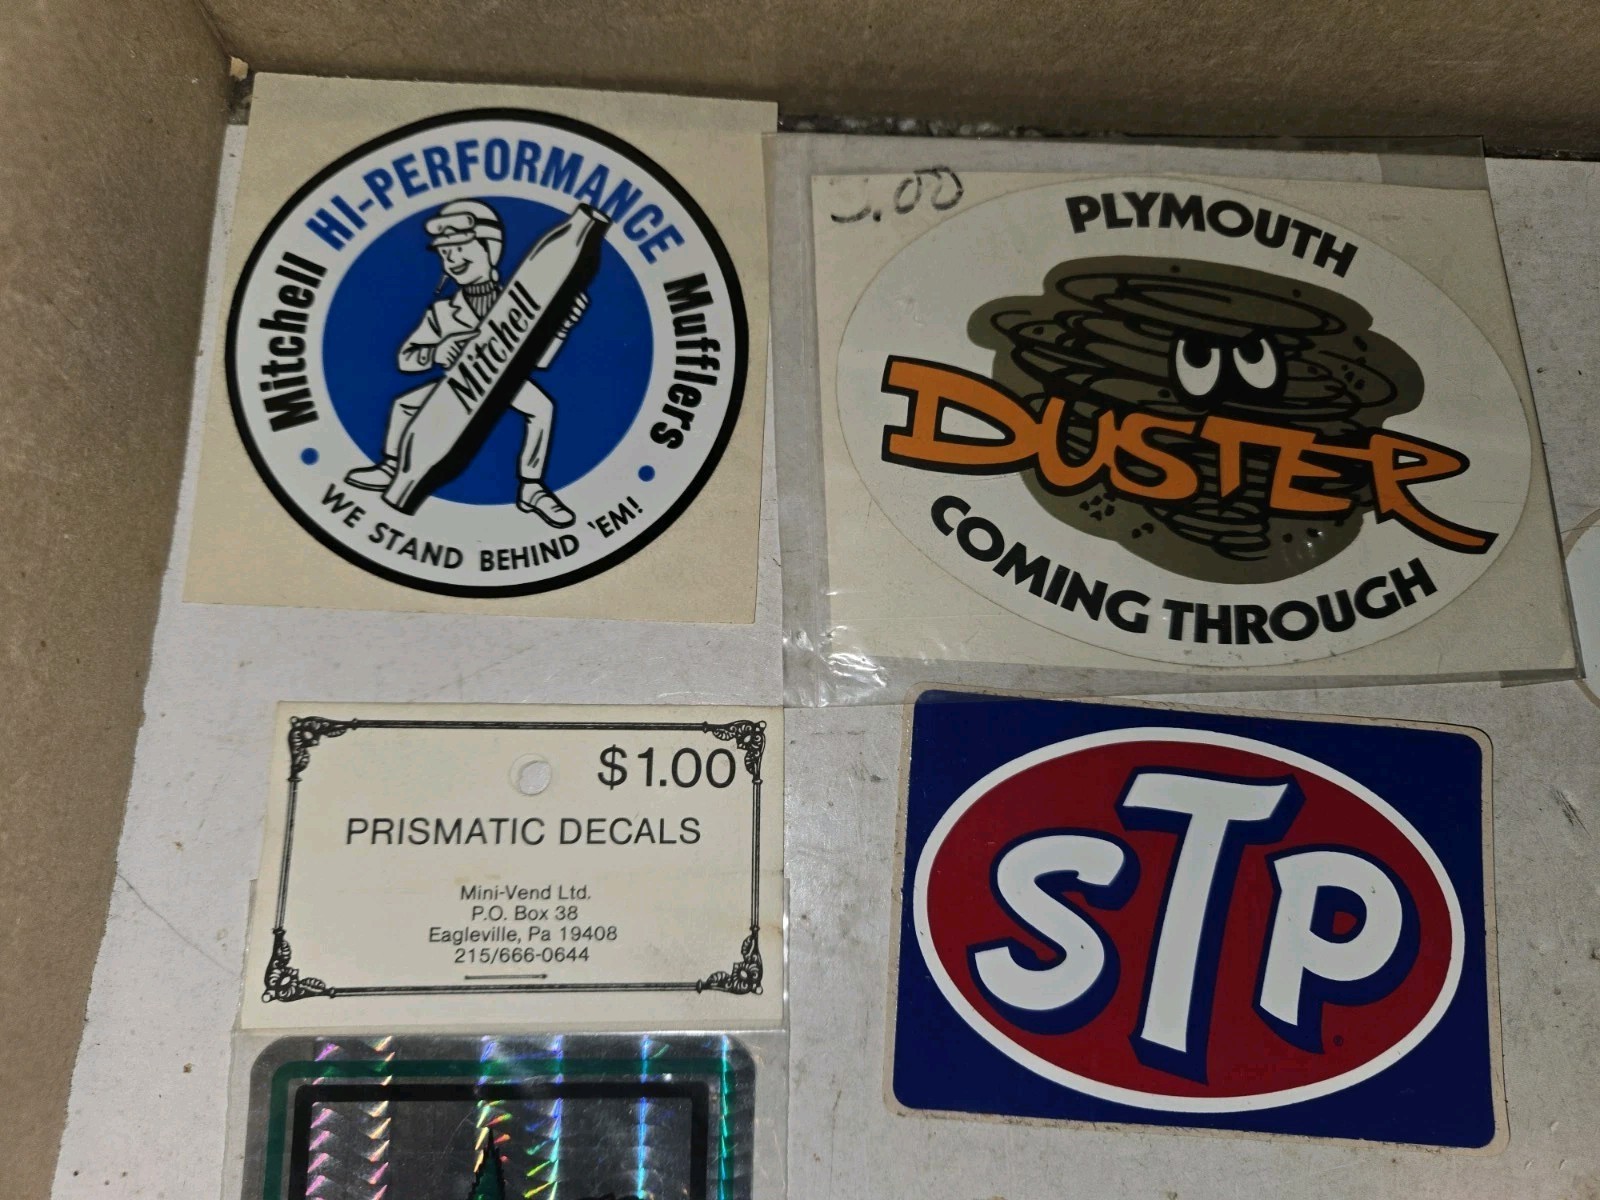 Mitchell HI-PERFORMANCE Mufflers
Mitchell
• WE STAND BEHIND 'EM! •
.00
PLYMOUTH
DUSTER
COMING THROUGH
$1.00
PRISMATIC DECALS
Mini-Vend Ltd.
P.O. Box 38
Eagleville, Pa 19408
215/666-0644
STP®